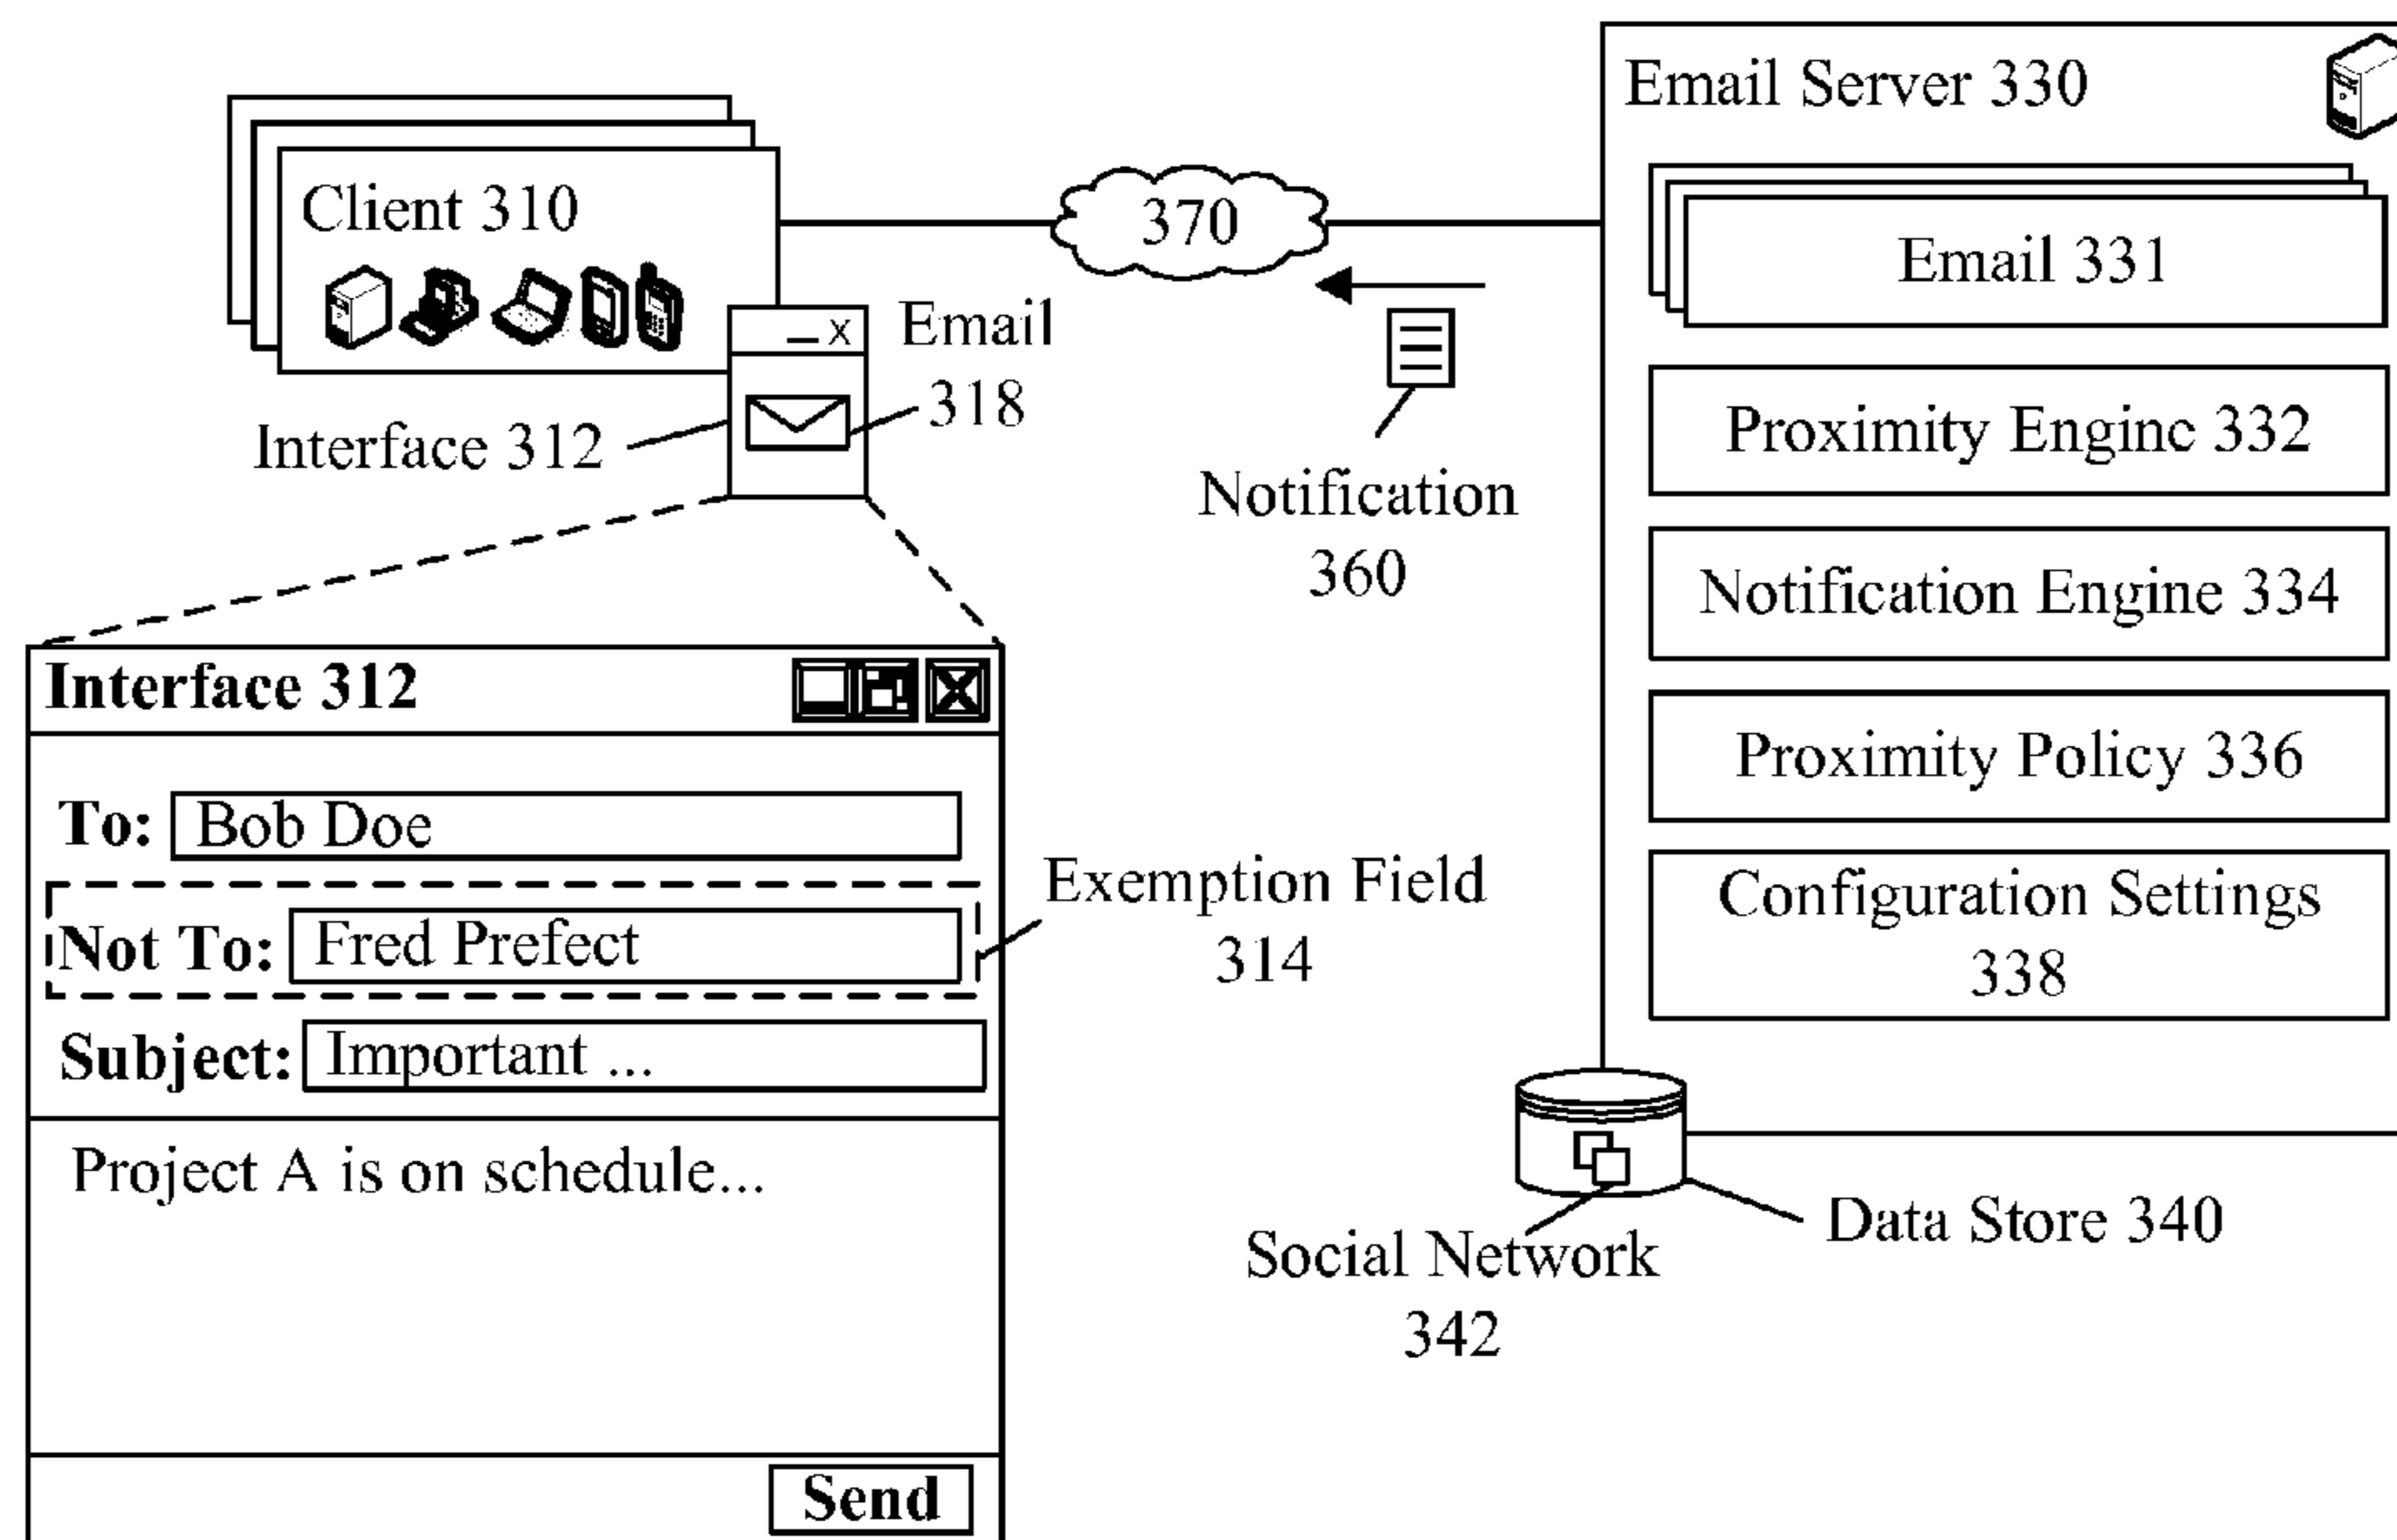 Email Server 330
Client 310
370
Email 331
Email
318
Interface 312
Notification
360
Proximity Engine 332
Notification Engine 334
Proximity Policy 336
Configuration Settings
338
Interface 312
To: Bob Doe
Not To: Fred Prefect
Exemption Field
314
Subject: Important ...
Project A is on schedule...
Send
Data Store 340
Social Network
342